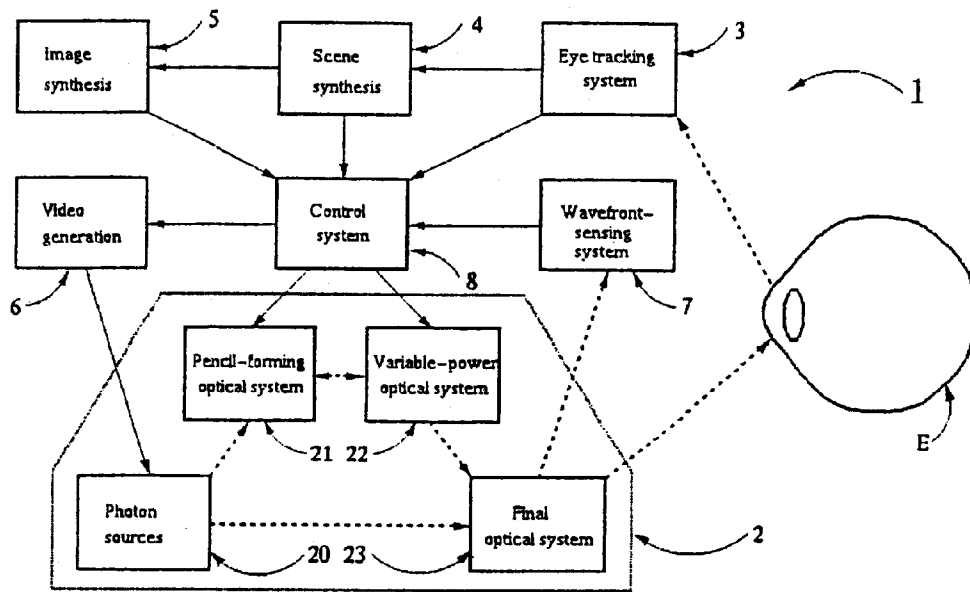 5
4
3
1
Image
synthesis
Scene
synthesis
Eye tracking
system
Video
generation
Control
system
Wavefront-
sensing
system
6
8
7
Pencil-forming
optical system
Variable-power
optical system
21 22
E
Photon
sources
Final
optical system
20 23
2